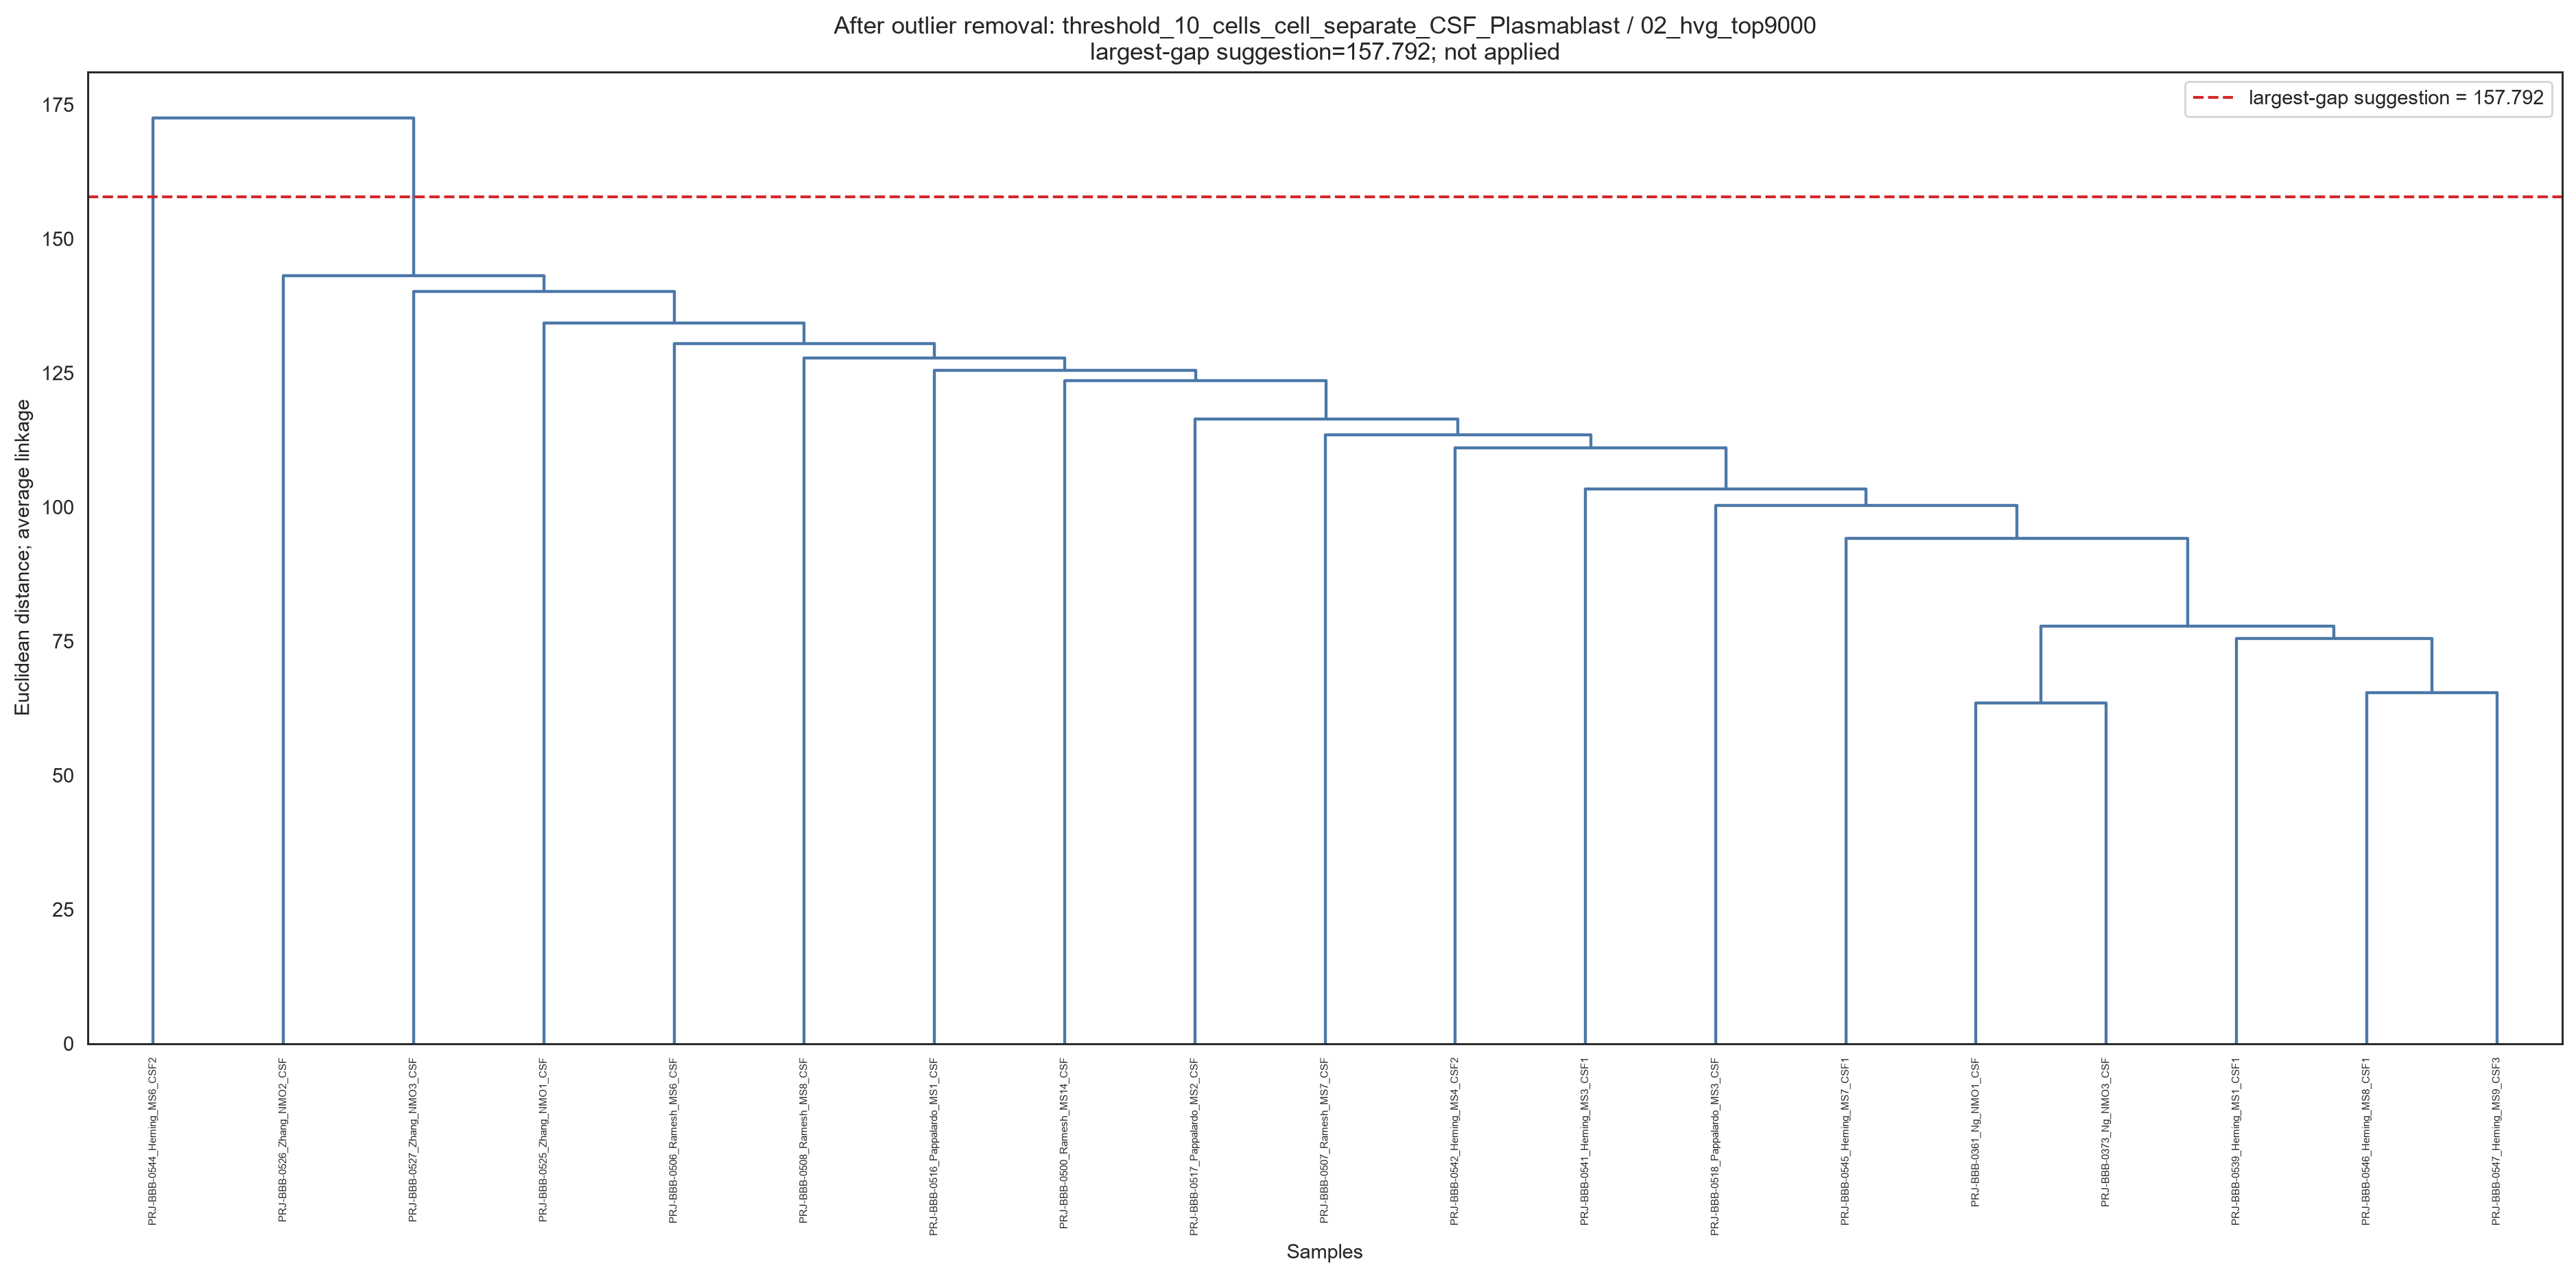 After outlier removal: threshold_10_cells_cell_separate_CSF_Plasmablast / 02_hvg_top9000
largest-gap suggestion=157.792; not applied
largest-gap suggestion = 157.792
Euclidean distance; average linkage
175
150
125
100
75
50
25
0
PRJ-BBB-0544_Heming_MS6_CSF2
PRJ-BBB-0526_Zhang_NMO2_CSF
PRJ-BBB-0527_Zhang_NMO3_CSF
PRJ-BBB-0525_Zhang_NMO1_CSF
PRJ-BBB-0506_Ramesh_MS6_CSF
PRJ-BBB-0508_Ramesh_MS8_CSF
PRJ-BBB-0516_Pappalardo_MS1_CSF
PRJ-BBB-0500_Ramesh_MS14_CSF
PRJ-BBB-0517_Pappalardo_MS2_CSF
PRJ-BBB-0507_Ramesh_MS7_CSF
PRJ-BBB-0542_Heming_MS4_CSF2
PRJ-BBB-0541_Heming_MS3_CSF1
PRJ-BBB-0518_Pappalardo_MS3_CSF
PRJ-BBB-0545_Heming_MS7_CSF1
PRJ-BBB-0361_Ng_NMO1_CSF
PRJ-BBB-0373_Ng_NMO3_CSF
PRJ-BBB-0539_Heming_MS1_CSF1
PRJ-BBB-0546_Heming_MS8_CSF1
PRJ-BBB-0547_Heming_MS9_CSF3
Samples